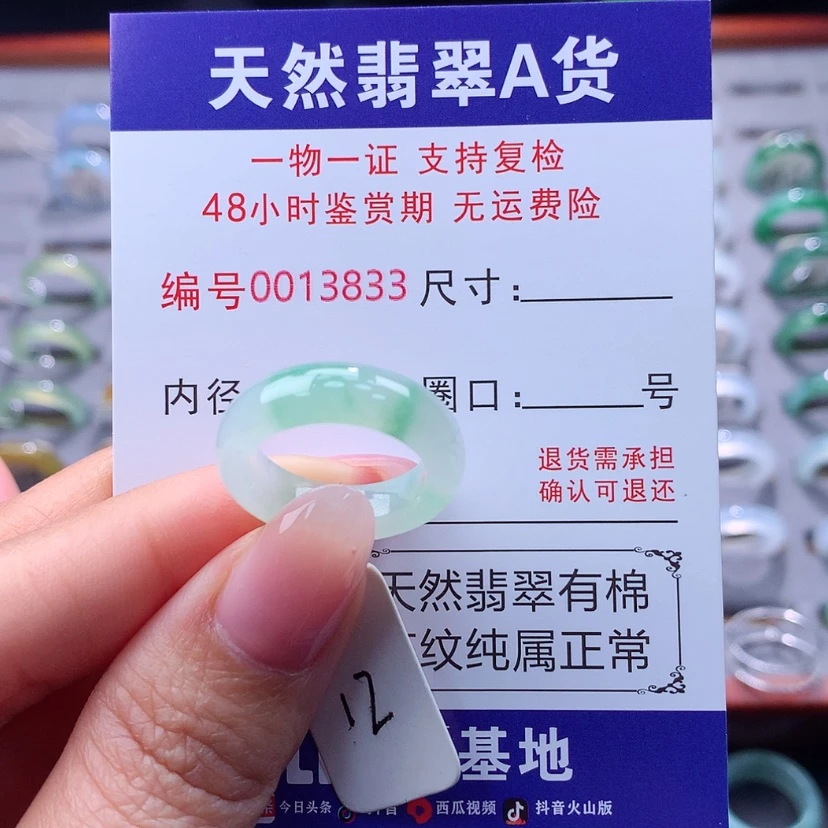 天然翡翠A货
一物一证 支持复检
48小时鉴赏期 无运费险
编号0013833 尺寸:
内径 圈口: 号
退货需承担
确认可退还
天然翡翠有棉
纹纯属正常
12
基地
今日头条 抖音 西瓜视频 抖音火山版